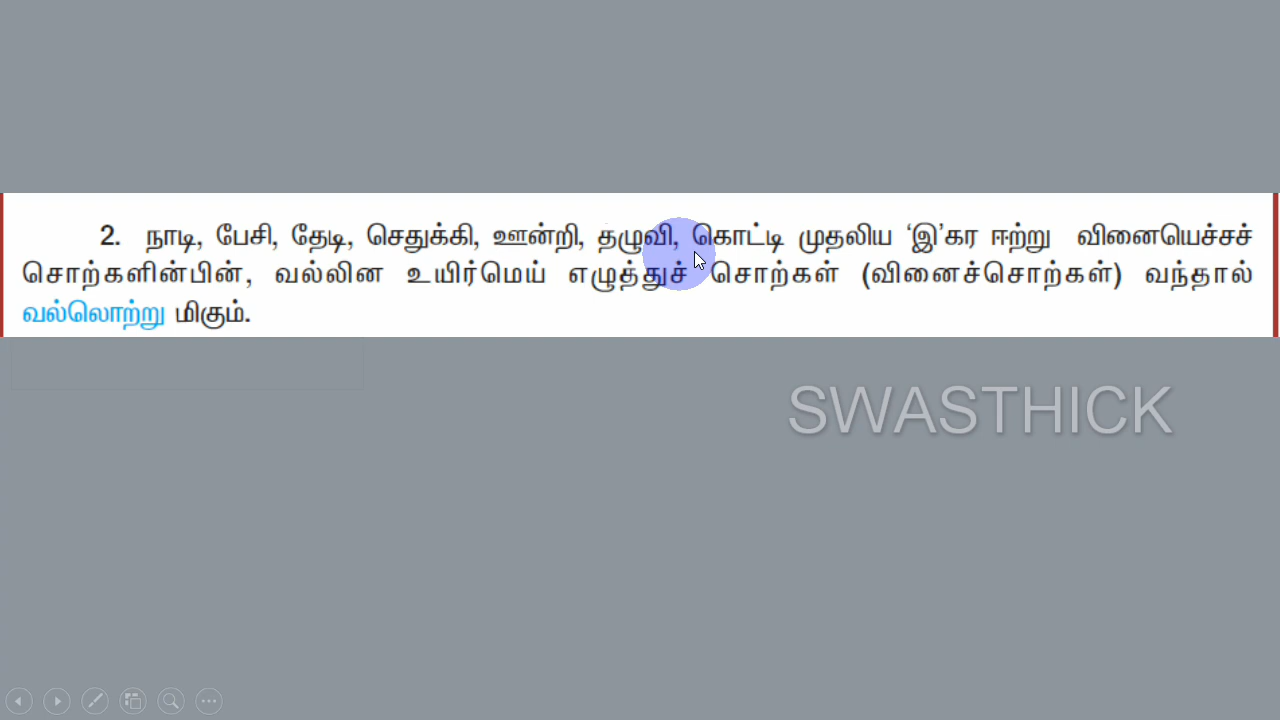 2. நாடி, பேசி, தேடி, செதுக்கி, ஊன்றி, தழுவி, கொட்டி முதலிய ‘இ’கர ஈற்று வினையெச்சச்
சொற்களின்பின், வல்லின உயிர்மெய் எழுத்துச் சொற்கள் (வினைச்சொற்கள்) வந்தால்
வல்லொற்று மிகும்.
SWASTHICK